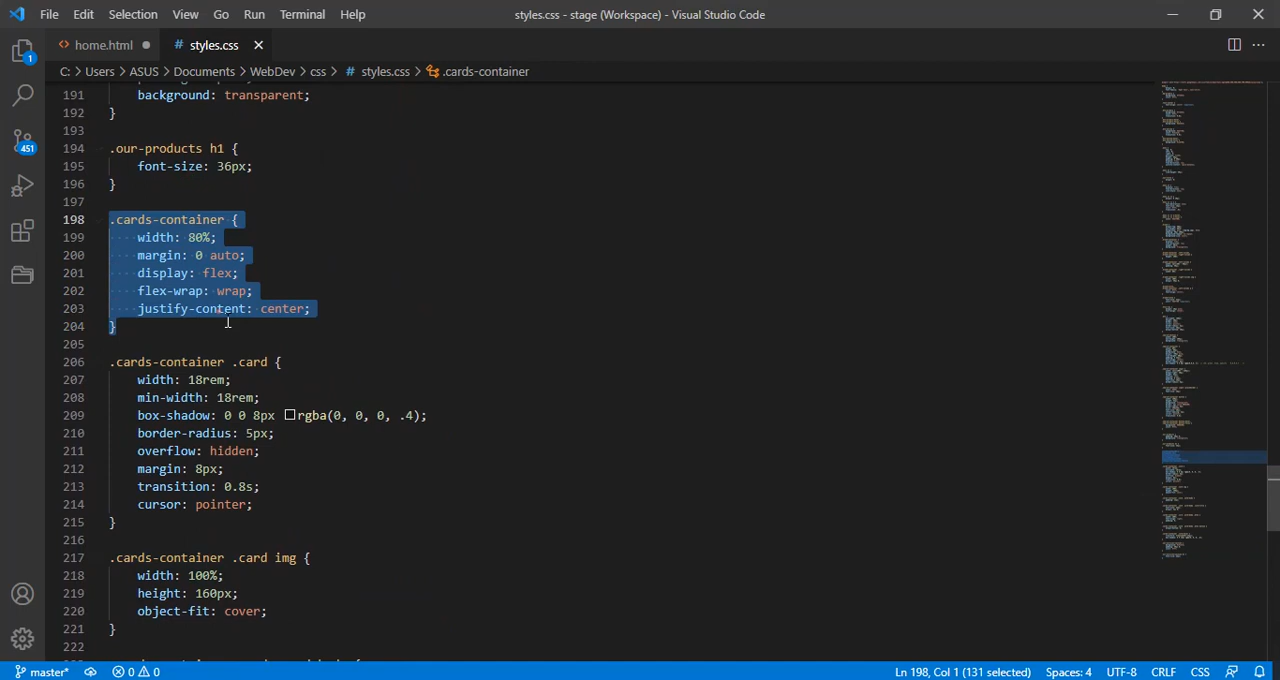 File Edit Selection View Go Run Terminal Help
styles.css - stage (Workspace) - Visual Studio Code
home.html
# styles.css
C: > Users > ASUS > Documents > WebDev > css > # styles.css > .cards-container
1
451
191 background: transparent;
192 }
193
194 .our-products h1 {
195 font-size: 36px;
196 }
197
198 .cards-container {
199 width: 80%;
200 margin: 0 auto;
201 display: flex;
202 flex-wrap: wrap;
203 justify-content: center;
204 }
205
206 .cards-container .card {
207 width: 18rem;
208 min-width: 18rem;
209 box-shadow: 0 0 8px rgba(0, 0, 0, .4);
210 border-radius: 5px;
211 overflow: hidden;
212 margin: 8px;
213 transition: 0.8s;
214 cursor: pointer;
215 }
216
217 .cards-container .card img {
218 width: 100%;
219 height: 160px;
220 object-fit: cover;
221 }
222
master* 0 0 Ln 198, Col 1 (131 selected) Spaces: 4 UTF-8 CRLF CSS